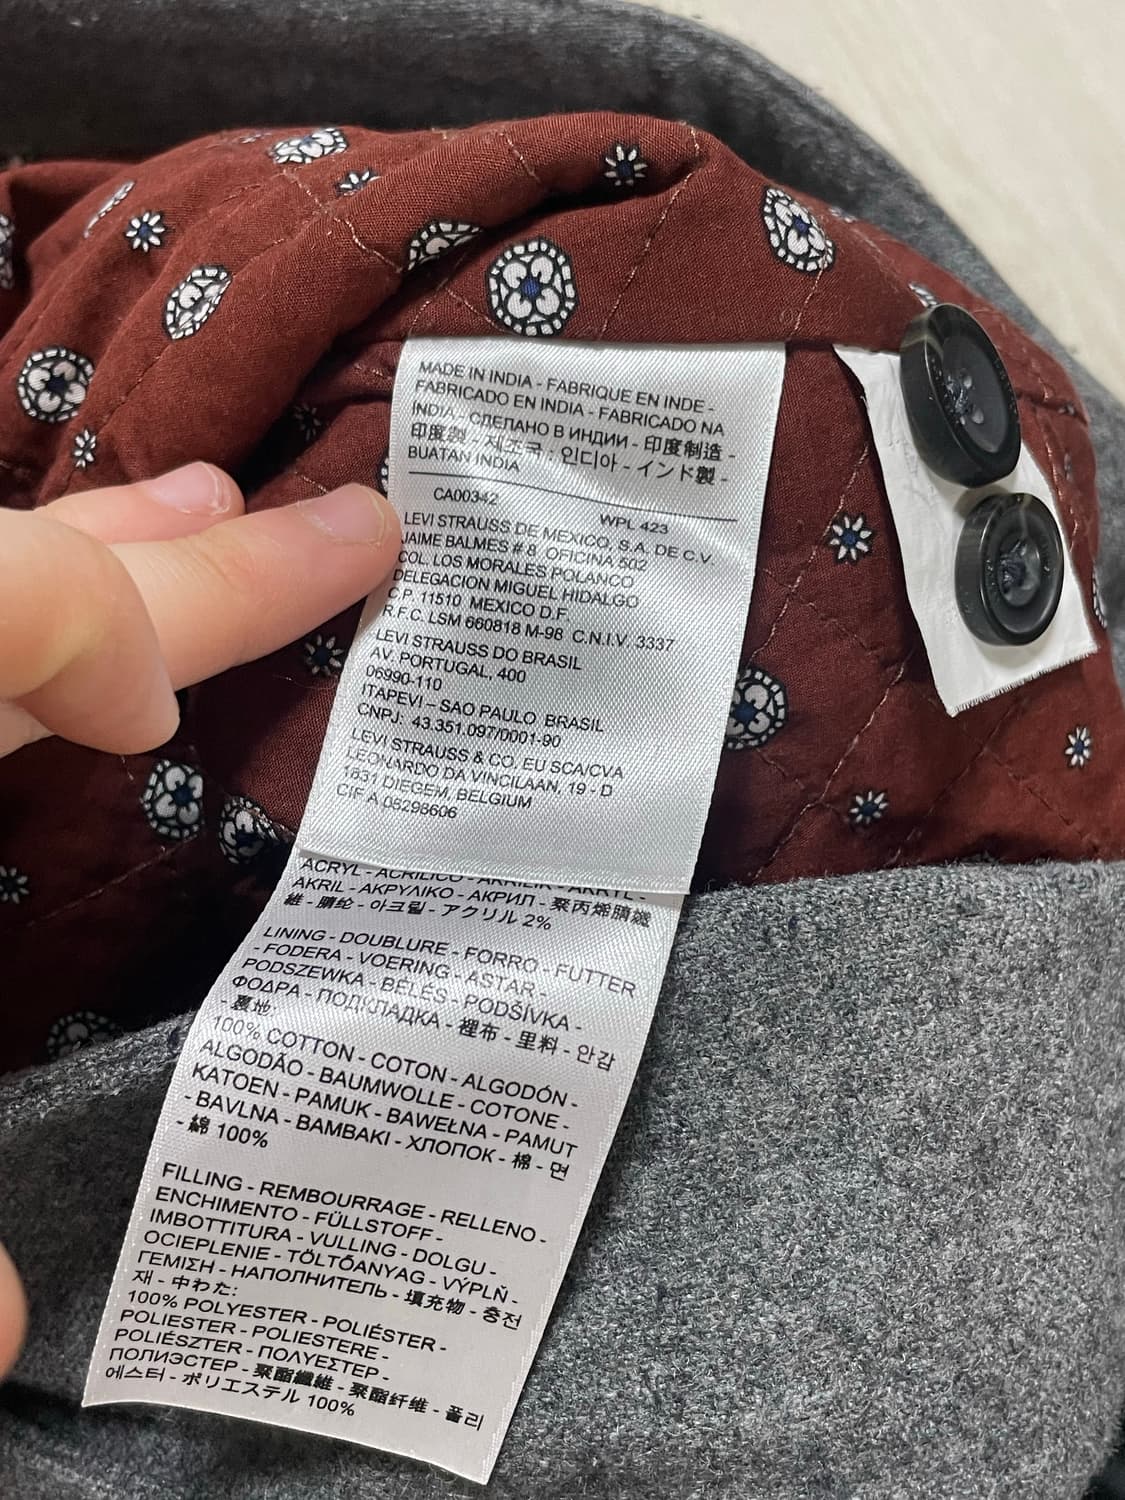 MADE IN INDIA - FABRIQUE EN INDE -
FABRICADO EN INDIA - FABRICADO NA
ÍNDIA - СДЕЛАНО В ИНДИИ - 印度制造 -
印度製 - 제조국 : 인디아 - インド製 -
BUATAN INDIA
CA00342 WPL 423
LEVI STRAUSS DE MEXICO, S.A. DE C.V.
JAIME BALMES # 8 OFICINA 502
COL. LOS MORALES POLANCO
DELEGACION MIGUEL HIDALGO
C.P. 11510 MEXICO D.F.
R.F.C. LSM 660818 M-98 C.N.I.V. 3337
LEVI STRAUSS DO BRASIL
AV. PORTUGAL, 400
06990-110
ITAPEVI – SAO PAULO BRASIL
CNPJ: 43.351.097/0001-90
LEVI STRAUSS & CO. EU SCA/CVA
LEONARDO DA VINCILAAN, 19 - D
1831 DIEGEM, BELGIUM
CIF A 08298606
ACRYL - ACRÍLICO - AKRILIK - AKRYL -
AKRIL - ΑΚΡΥΛΙΚΟ - АКРИЛ - 聚丙烯腈纖
維 - 腈纶 - 아크릴 - アクリル 2%
LINING - DOUBLURE - FORRO - FUTTER
- FODERA - VOERING - ASTAR -
PODSZEWKA - BÉLÉS - PODŠÍVKA -
ΦΟΔΡΑ - ПОДКЛАДКА - 裡布 - 里料 - 안감
- 裏地:
100% COTTON - COTON - ALGODÓN -
ALGODÃO - BAUMWOLLE - COTONE -
KATOEN - PAMUK - BAWEŁNA - PAMUT
- BAVLNA - BAMBAKI - ХЛОПОК - 棉 - 면
- 綿 100%
FILLING - REMBOURRAGE - RELLENO -
ENCHIMENTO - FÜLLSTOFF -
IMBOTTITURA - VULLING - DOLGU -
OCIEPLENIE - TÖLTŐANYAG - VÝPLŇ -
ΓΕΜΙΣΗ - НАПОЛНИТЕЛЬ - 填充物 - 충전
재 - 中わた:
100% POLYESTER - POLIÉSTER -
POLIESTER - POLIESTERE -
POLIÉSZTER - ΠΟΛΥΕΣΤΕΡ -
ПОЛИЭСТЕР - 聚酯纖維 - 聚酯纤维 - 폴리
에스터 - ポリエステル 100%